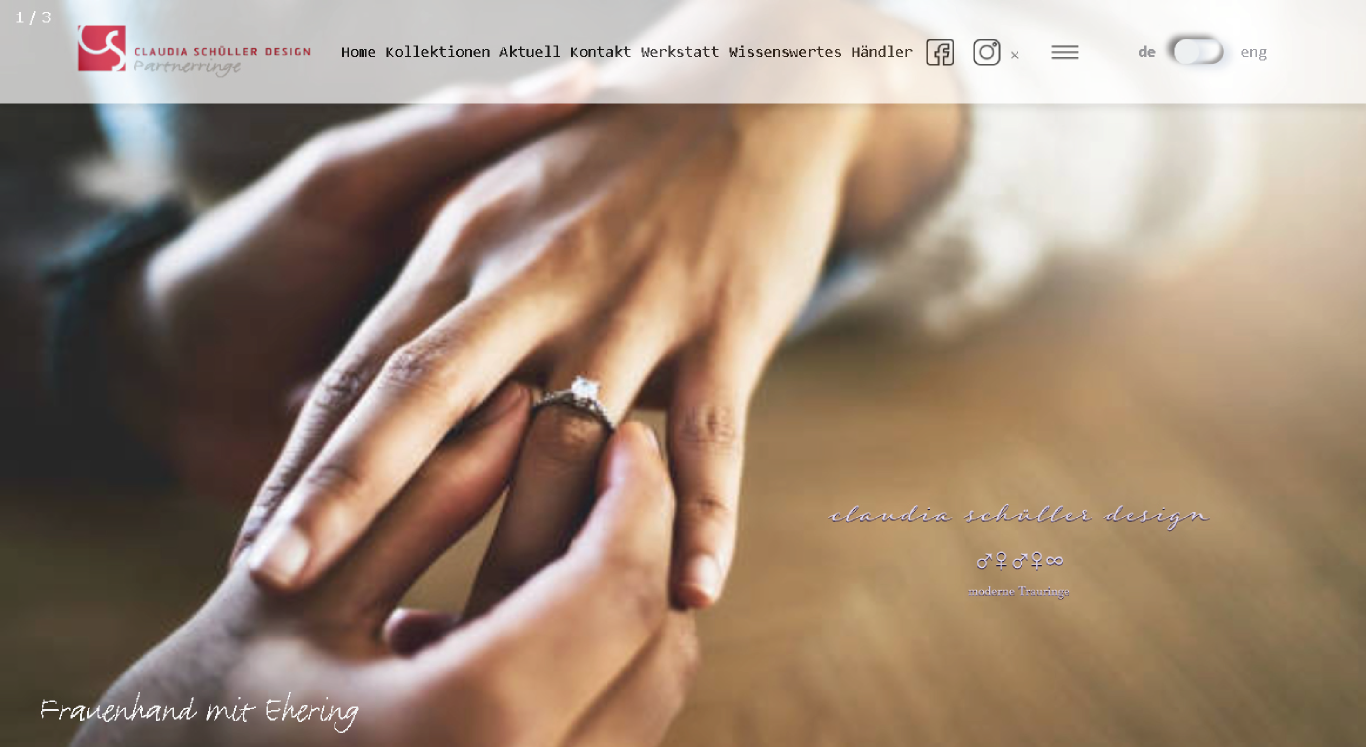 1 / 3
CLAUDIA SCHÜLLER DESIGN
Partnerringe
Home Kollektionen Aktuell Kontakt Werkstatt Wissenswertes Händler × de eng
claudia schüller design
♂♀♂♀∞
moderne Trauringe
Frauenhand mit Ehering